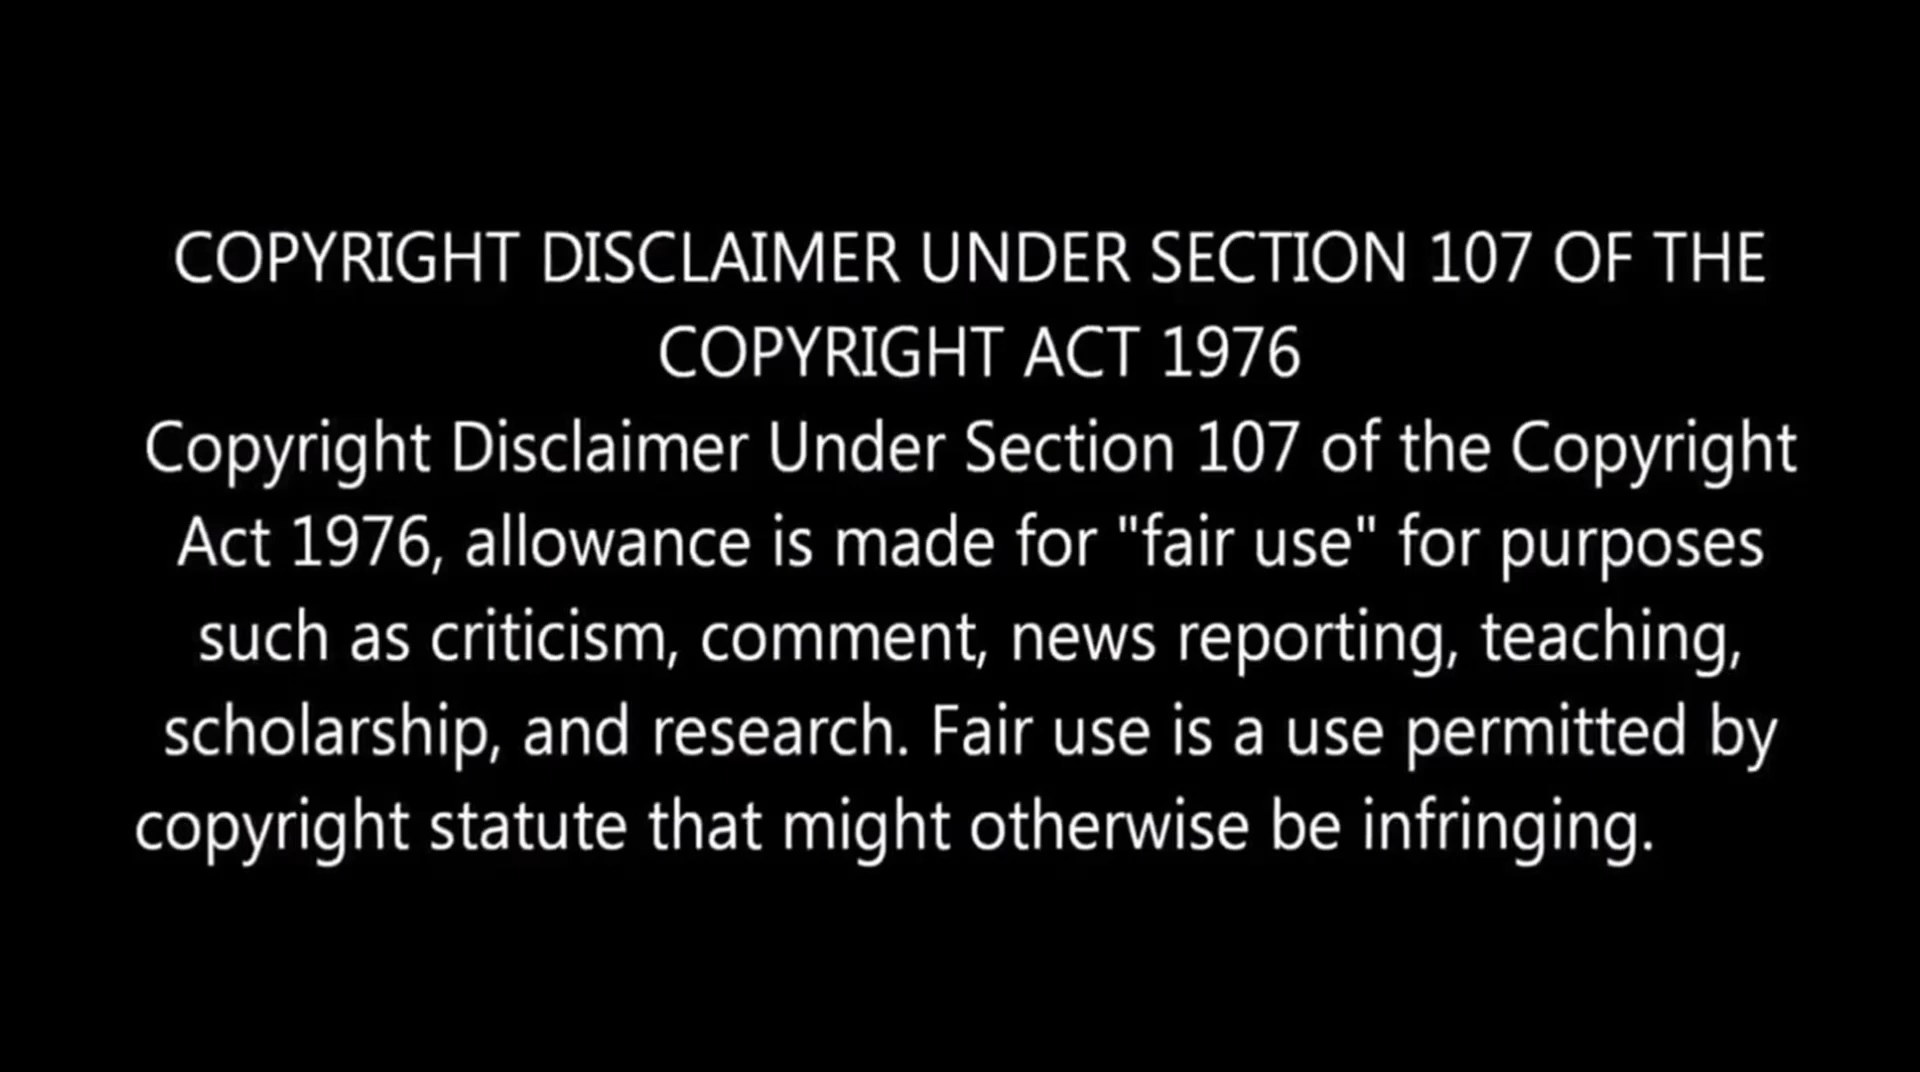 COPYRIGHT DISCLAIMER UNDER SECTION 107 OF THE
COPYRIGHT ACT 1976
Copyright Disclaimer Under Section 107 of the Copyright
Act 1976, allowance is made for "fair use" for purposes
such as criticism, comment, news reporting, teaching,
scholarship, and research. Fair use is a use permitted by
copyright statute that might otherwise be infringing.